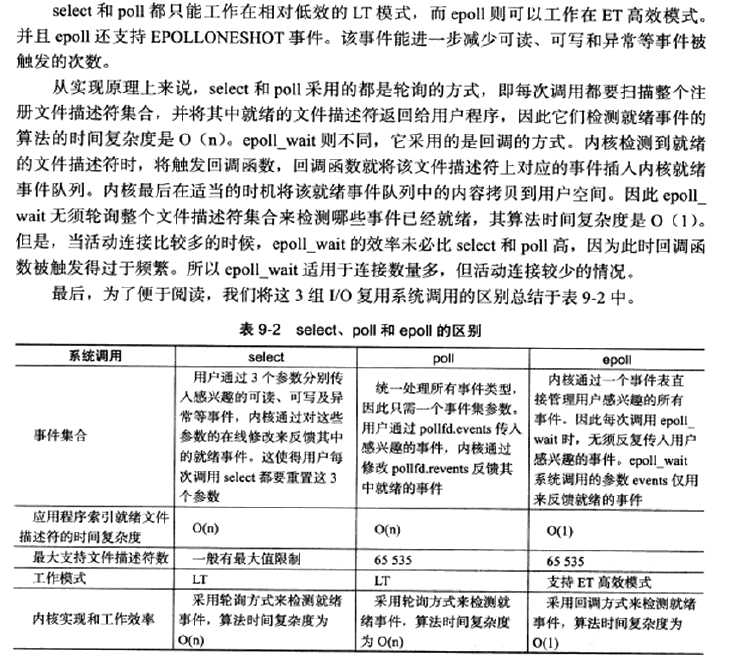 select 和 poll 都只能工作在相对低效的 LT 模式，而 epoll 则可以工作在 ET 高效模式。
并且 epoll 还支持 EPOLLONESHOT 事件。该事件能进一步减少可读、可写和异常等事件被
触发的次数。
从实现原理上来说，select 和 poll 采用的都是轮询的方式，即每次调用都要扫描整个注
册文件描述符集合，并将其中就绪的文件描述符返回给用户程序，因此它们检测就绪事件的
算法的时间复杂度是 O（n）。epoll_wait 则不同，它采用的是回调的方式。内核检测到就绪
的文件描述符时，将触发回调函数，回调函数就将该文件描述符上对应的事件插入内核就绪
事件队列。内核最后在适当的时机将该就绪事件队列中的内容拷贝到用户空间。因此 epoll_
wait 无须轮询整个文件描述符集合来检测哪些事件已经就绪，其算法时间复杂度是 O（1）。
但是，当活动连接比较多的时候，epoll_wait 的效率未必比 select 和 poll 高，因为此时回调函
数被触发得过于频繁。所以 epoll_wait 适用于连接数量多，但活动连接较少的情况。
最后，为了便于阅读，我们将这 3 组 I/O 复用系统调用的区别总结于表 9-2 中。
表 9-2 select、poll 和 epoll 的区别
系统调用 select poll epoll
事件集合
用户通过 3 个参数分别传
入感兴趣的可读、可写及异
常等事件，内核通过对这些
参数的在线修改来反馈其中
的就绪事件。这使得用户每
次调用 select 都要重置这 3
个参数
统一处理所有事件类型，
因此只需一个事件集参数。
用户通过 pollfd.events 传入
感兴趣的事件，内核通过
修改 pollfd.revents 反馈其
中就绪的事件
内核通过一个事件表直
接管理用户感兴趣的所有
事件。因此每次调用 epoll_
wait 时，无须反复传入用户
感兴趣的事件。epoll_wait
系统调用的参数 events 仅用
来反馈就绪的事件
应用程序索引就绪文件
描述符的时间复杂度
O(n) O(n) O(1)
最大支持文件描述符数 一般有最大值限制 65 535 65 535
工作模式 LT LT 支持 ET 高效模式
内核实现和工作效率
采用轮询方式来检测就绪
事件，算法时间复杂度为
O(n)
采用轮询方式来检测就
绪事件，算法时间复杂度
为 O(n)
采用回调方式来检测就绪
事件，算法时间复杂度为
O(1)